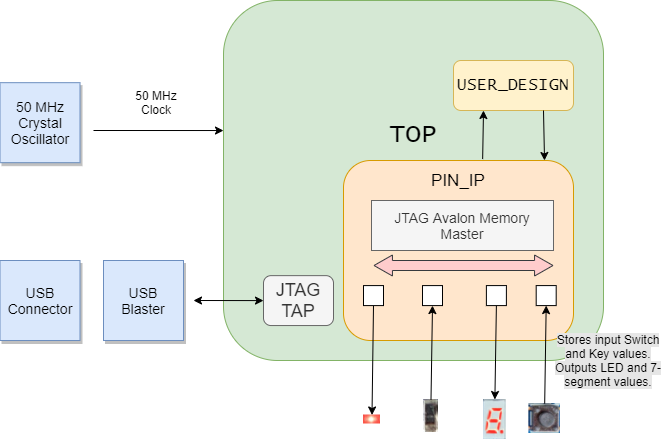 50 MHz
Crystal
Oscillator
50 MHz
Clock
USER_DESIGN
TOP
PIN_IP
JTAG Avalon Memory
Master
USB
Connector
USB
Blaster
JTAG
TAP
Stores input Switch
and Key values.
Outputs LED and 7-
segment values.